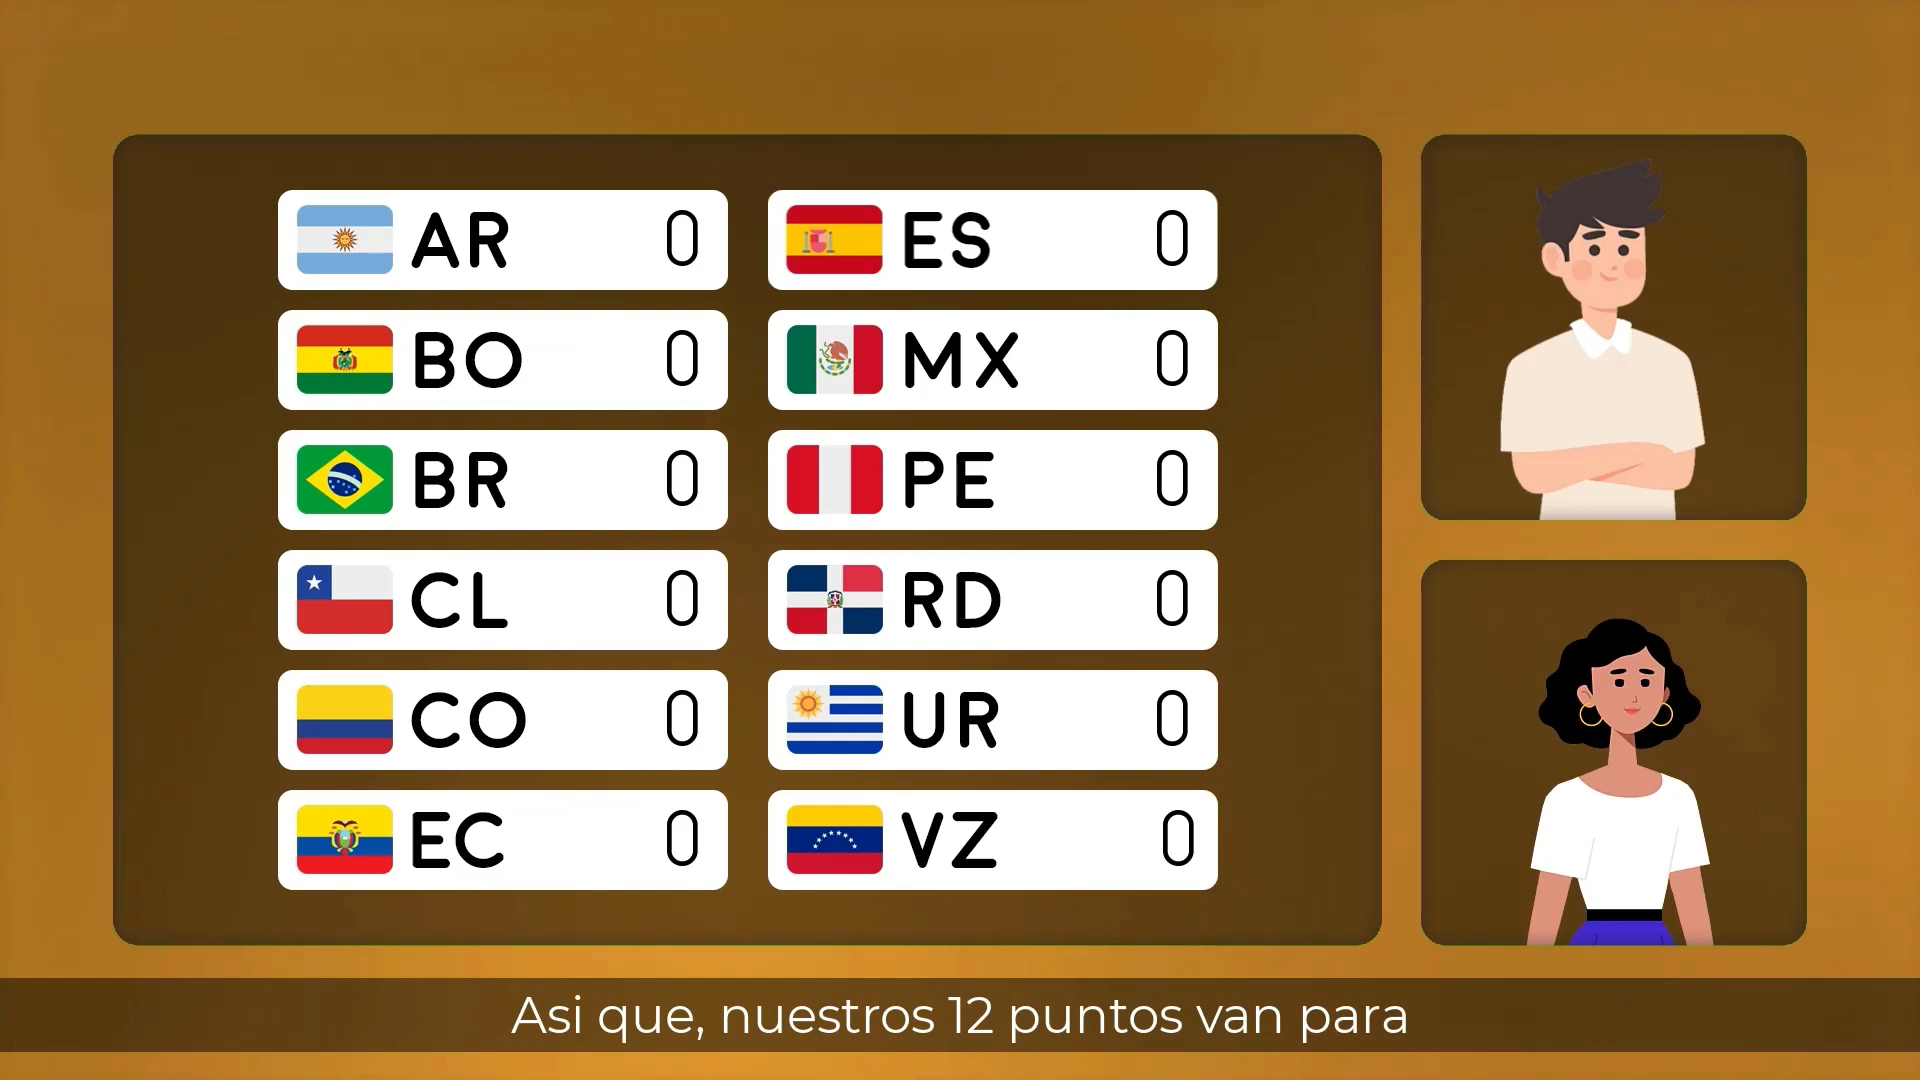 AR 0
ES 0
BO 0
MX 0
BR 0
PE 0
CL 0
RD 0
CO 0
UR 0
EC 0
VZ 0
Asi que, nuestros 12 puntos van para